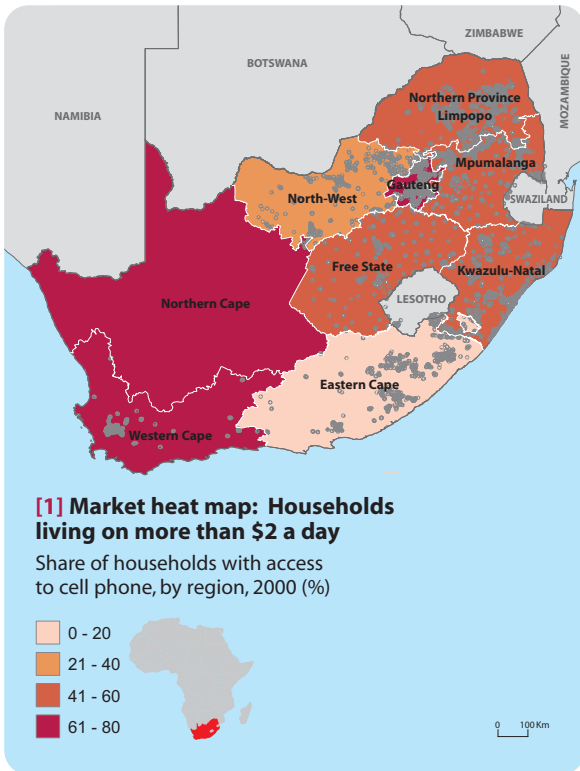 ZIMBABWE
BOTSWANA
MOZAMBIQUE
NAMIBIA
Northern Province
Limpopo
Mpumalanga
Gauteng
North-West
SWAZILAND
Free State
Kwazulu-Natal
LESOTHO
Northern Cape
Eastern Cape
Western Cape
[1] Market heat map: Households
living on more than $2 a day
Share of households with access
to cell phone, by region, 2000 (%)
0 - 20
21 - 40
41 - 60
61 - 80
0 100 Km